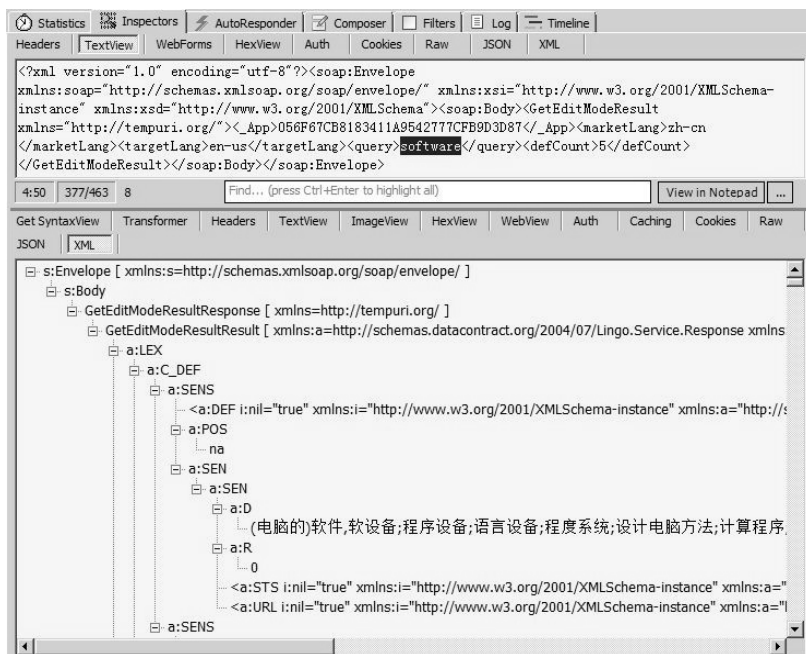 Statistics Inspectors AutoResponder Composer Filters Log Timeline
Headers TextView WebForms HexView Auth Cookies Raw JSON XML
<?xml version="1.0" encoding="utf-8"?><soap:Envelope
xmlns:soap="http://schemas.xmlsoap.org/soap/envelope/" xmlns:xsi="http://www.w3.org/2001/XMLSchema-
instance" xmlns:xsd="http://www.w3.org/2001/XMLSchema"><soap:Body><GetEditModeResult
xmlns="http://tempuri.org/"><_App>056F67CB8183411A9542777CFB9D3D87</_App><marketLang>zh-cn
</marketLang><targetLang>en-us</targetLang><query>software</query><defCount>5</defCount>
</GetEditModeResult></soap:Body></soap:Envelope>
4:50 377/463 8 Find... (press Ctrl+Enter to highlight all) View in Notepad ...
Get SyntaxView Transformer Headers TextView ImageView HexView WebView Auth Caching Cookies Raw
JSON XML
s:Envelope [ xmlns:s=http://schemas.xmlsoap.org/soap/envelope/ ]
s:Body
GetEditModeResultResponse [ xmlns=http://tempuri.org/ ]
GetEditModeResultResult [ xmlns:a=http://schemas.datacontract.org/2004/07/Lingo.Service.Response xmlns
a:LEX
a:C_DEF
a:SENS
<a:DEF i:nil="true" xmlns:i="http://www.w3.org/2001/XMLSchema-instance" xmlns:a="http://s
a:POS
na
a:SEN
a:SEN
a:D
(电脑的)软件,软设备;程序设备;语言设备;程度系统;设计电脑方法;计算程序,
a:R
0
<a:STS i:nil="true" xmlns:i="http://www.w3.org/2001/XMLSchema-instance" xmlns:a="
<a:URL i:nil="true" xmlns:i="http://www.w3.org/2001/XMLSchema-instance" xmlns:a="l
a:SENS